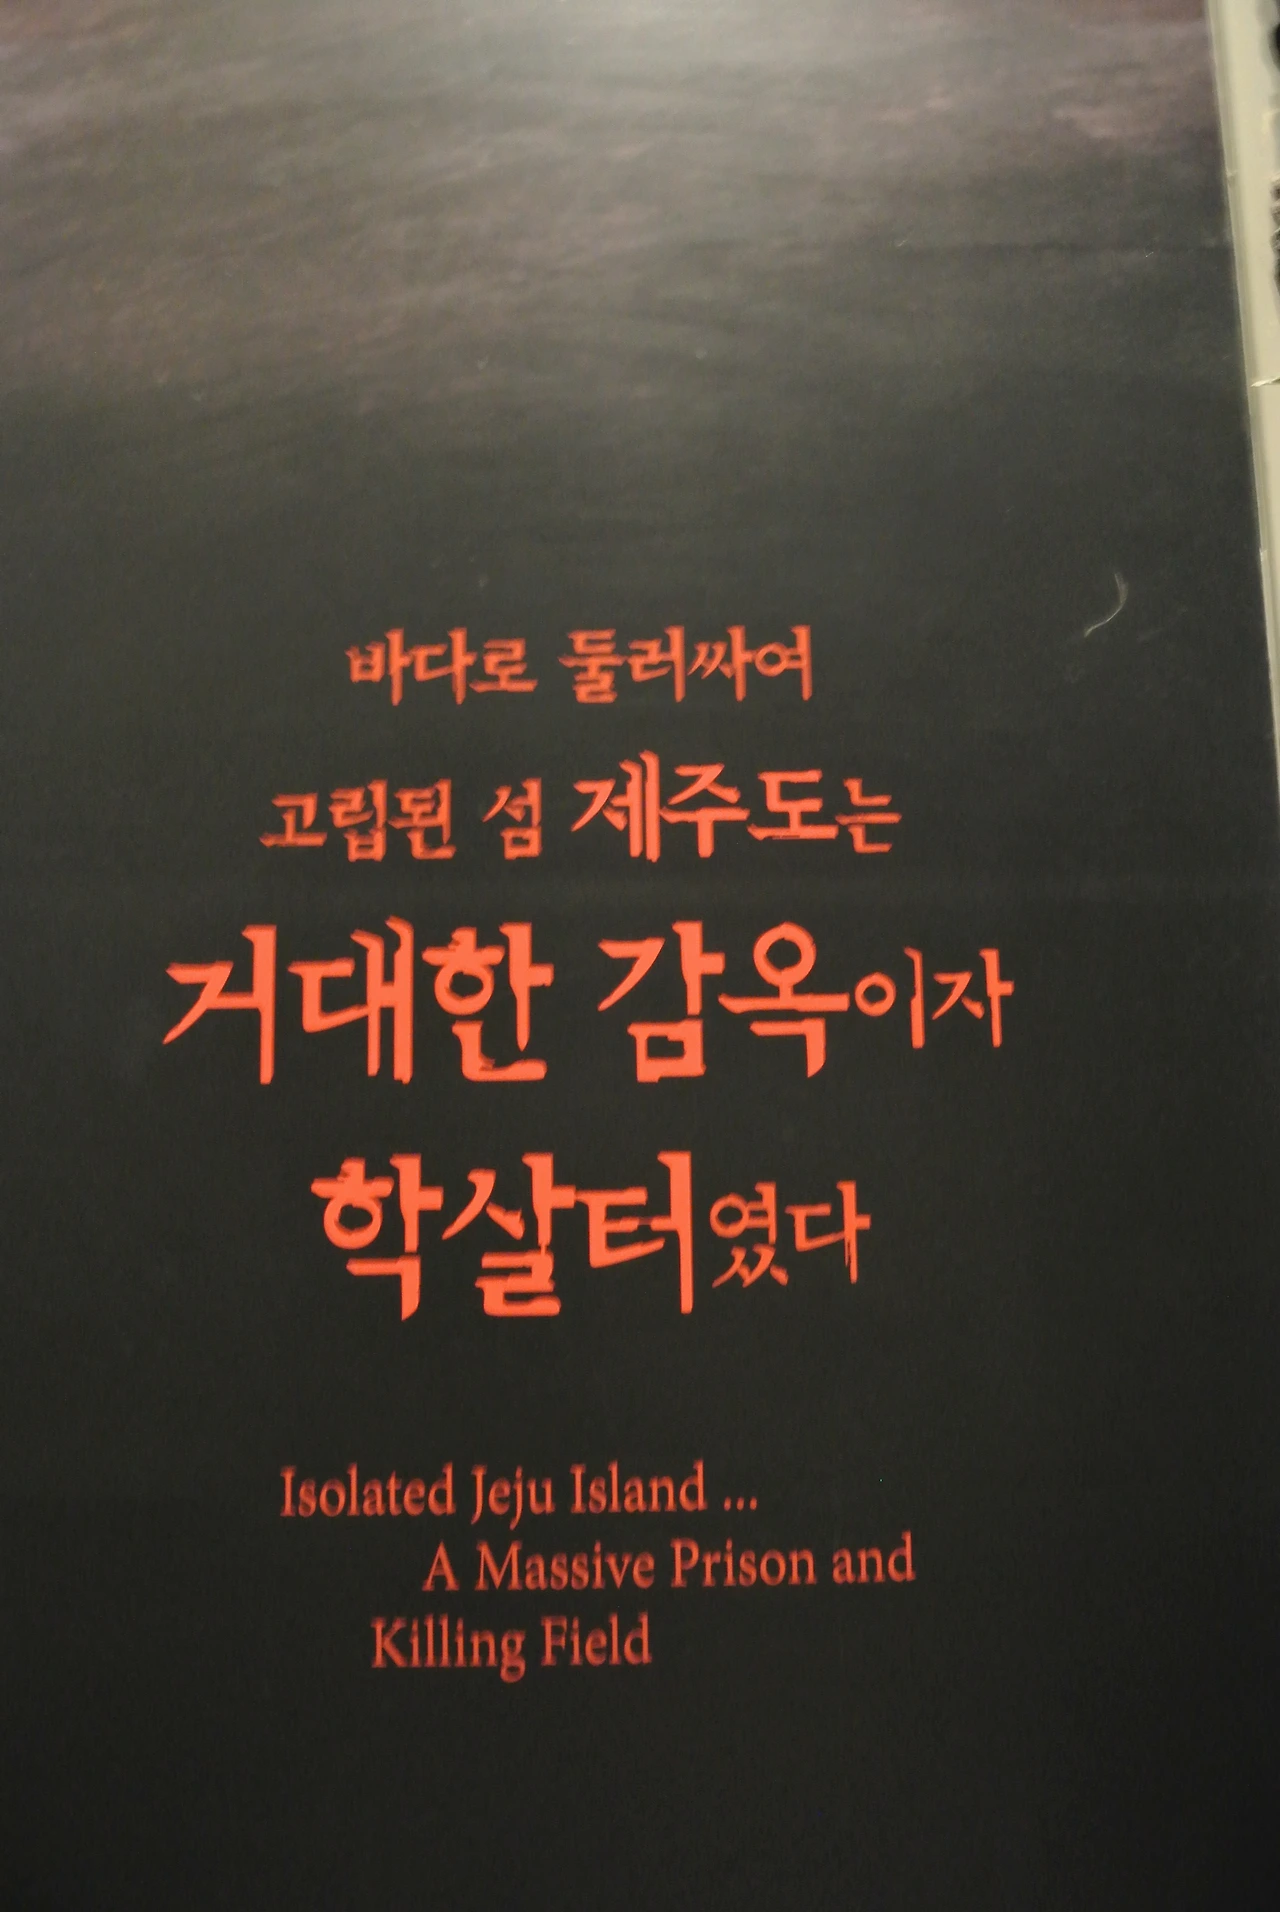 바다로 둘러싸여
고립된 섬 제주도는
거대한 감옥이자
학살터였다
Isolated Jeju Island ...
A Massive Prison and
Killing Field